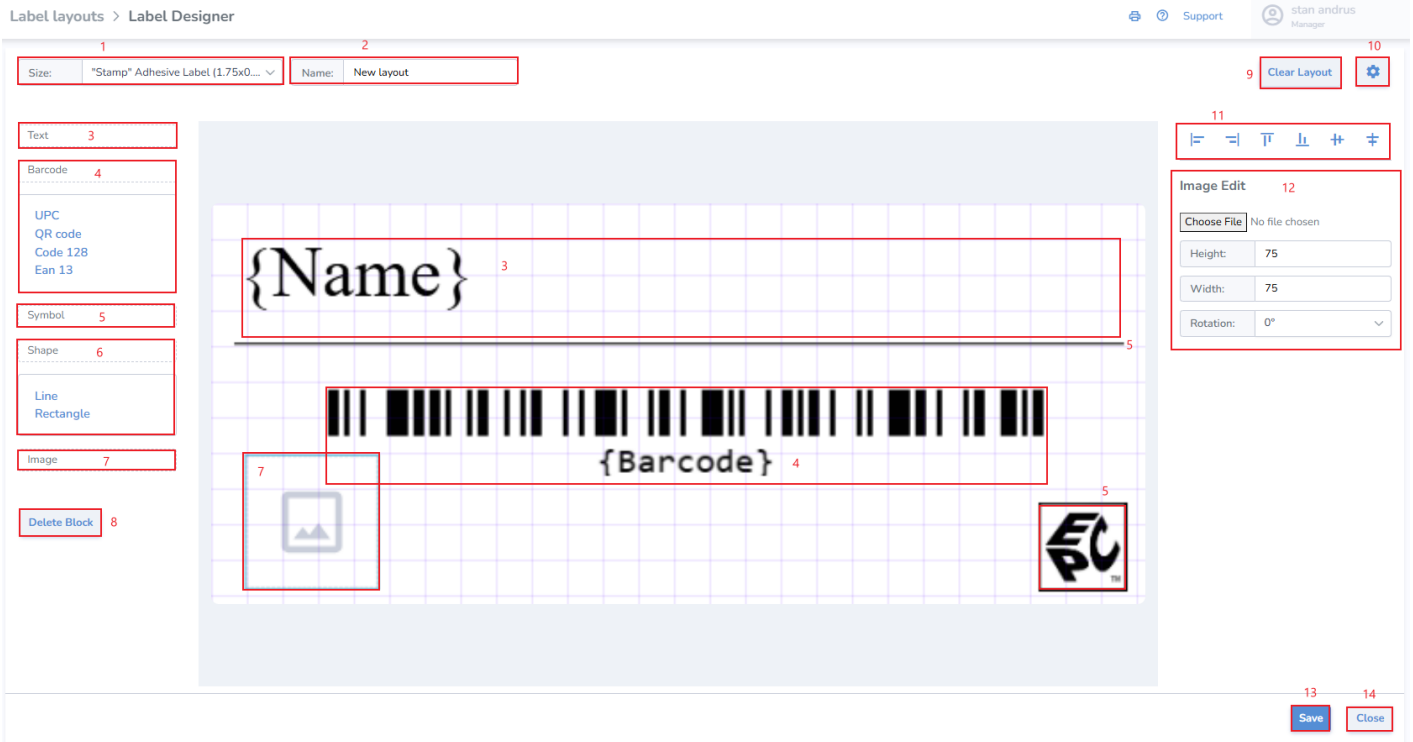 Label layouts > Label Designer
Support
stan andrus
Manager
1
2
10
Size: "Stamp" Adhesive Label (1.75x0....
Name: New layout
9
Clear Layout
11
Text 3
Barcode 4
UPC
QR code
Code 128
Ean 13
Symbol 5
Shape 6
Line
Rectangle
Image 7
Delete Block 8
{Name} 3
5
{Barcode} 4
7
5
EPC
TM
Image Edit 12
Choose File No file chosen
Height: 75
Width: 75
Rotation: 0°
13
14
Save
Close